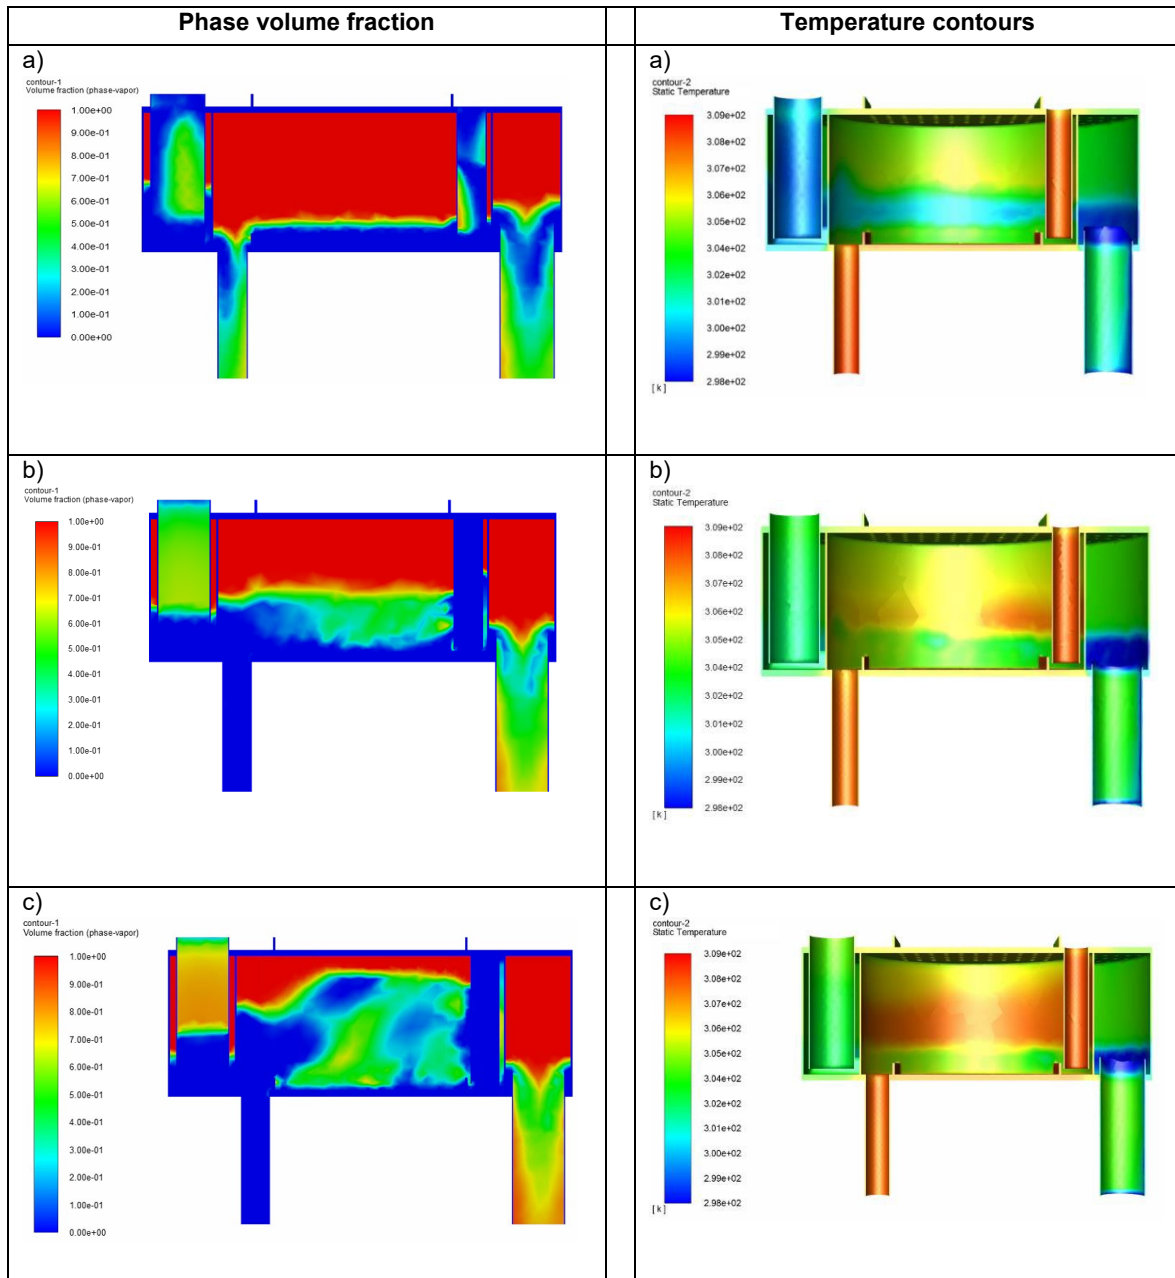 Phase volume fraction
Temperature contours
a)
contour-1
Volume fraction (phase-vapor)
1.00e+00
9.00e-01
8.00e-01
7.00e-01
6.00e-01
5.00e-01
4.00e-01
3.00e-01
2.00e-01
1.00e-01
0.00e+00
a)
contour-2
Static Temperature
3.09e+02
3.08e+02
3.07e+02
3.06e+02
3.05e+02
3.04e+02
3.02e+02
3.01e+02
3.00e+02
2.99e+02
2.98e+02
[ k ]
b)
contour-1
Volume fraction (phase-vapor)
1.00e+00
9.00e-01
8.00e-01
7.00e-01
6.00e-01
5.00e-01
4.00e-01
3.00e-01
2.00e-01
1.00e-01
0.00e+00
b)
contour-2
Static Temperature
3.09e+02
3.08e+02
3.07e+02
3.06e+02
3.05e+02
3.04e+02
3.02e+02
3.01e+02
3.00e+02
2.99e+02
2.98e+02
[ k ]
c)
contour-1
Volume fraction (phase-vapor)
1.00e+00
9.00e-01
8.00e-01
7.00e-01
6.00e-01
5.00e-01
4.00e-01
3.00e-01
2.00e-01
1.00e-01
0.00e+00
c)
contour-2
Static Temperature
3.09e+02
3.08e+02
3.07e+02
3.06e+02
3.05e+02
3.04e+02
3.02e+02
3.01e+02
3.00e+02
2.99e+02
2.98e+02
[ k ]